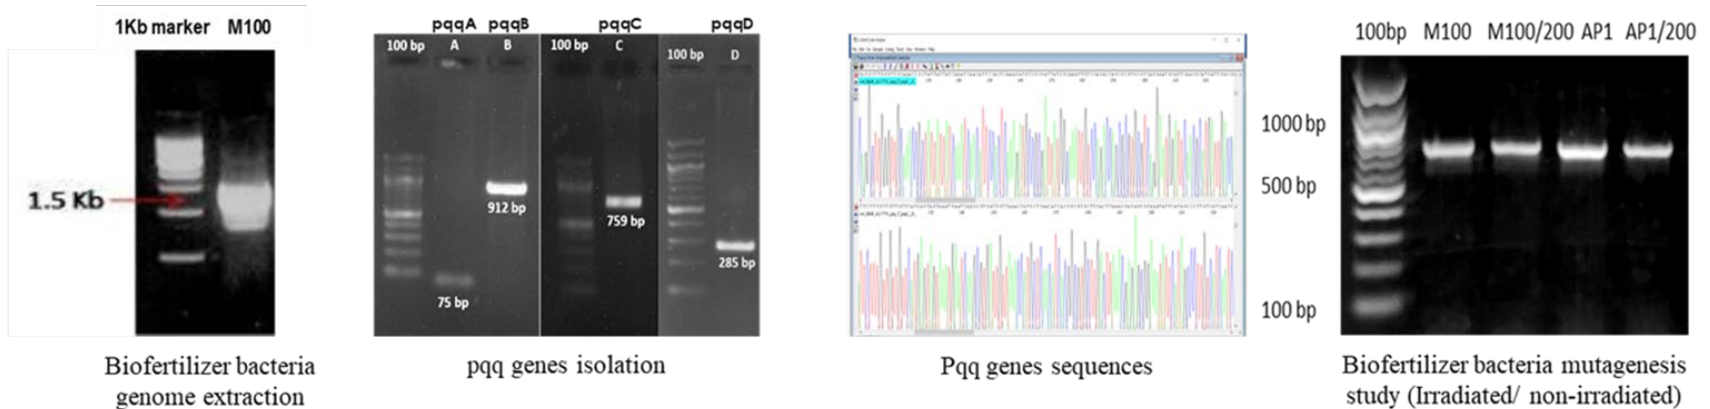 1Kb marker M100
1.5 Kb
Biofertilizer bacteria
genome extraction
pqqA pqqB pqqC pqqD
100 bp A B 100 bp C 100 bp D
912 bp
759 bp
285 bp
75 bp
pqq genes isolation
Pqq genes sequences
100bp M100 M100/200 AP1 AP1/200
1000 bp
500 bp
100 bp
Biofertilizer bacteria mutagenesis
study (Irradiated/ non-irradiated)